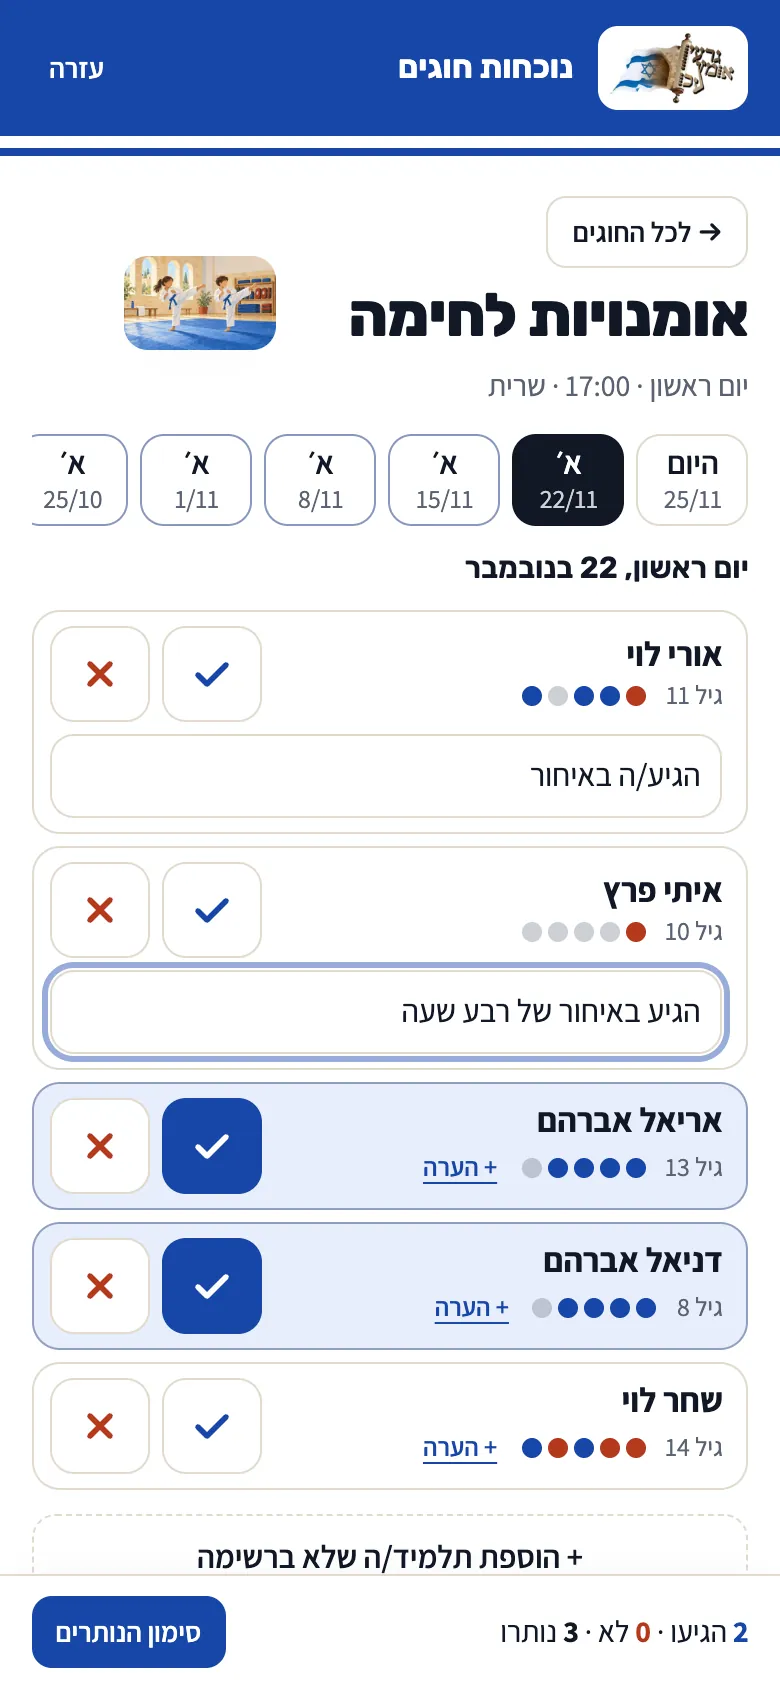 גרעין
אומץ
נוכחות חוגים
עזרה
→ לכל החוגים
אומנויות לחימה
יום ראשון · 17:00 · שרית
היום 25/11
א׳ 22/11
א׳ 15/11
א׳ 8/11
א׳ 1/11
א׳ 25/10
יום ראשון, 22 בנובמבר
אורי לוי
גיל 11
הגיע/ה באיחור
איתי פרץ
גיל 10
הגיע באיחור של רבע שעה
אריאל אברהם
גיל 13 + הערה
דניאל אברהם
גיל 8 + הערה
שחר לוי
גיל 14 + הערה
+ הוספת תלמיד/ה שלא ברשימה
2 הגיעו · 0 לא · 3 נותרו
סימון הנותרים